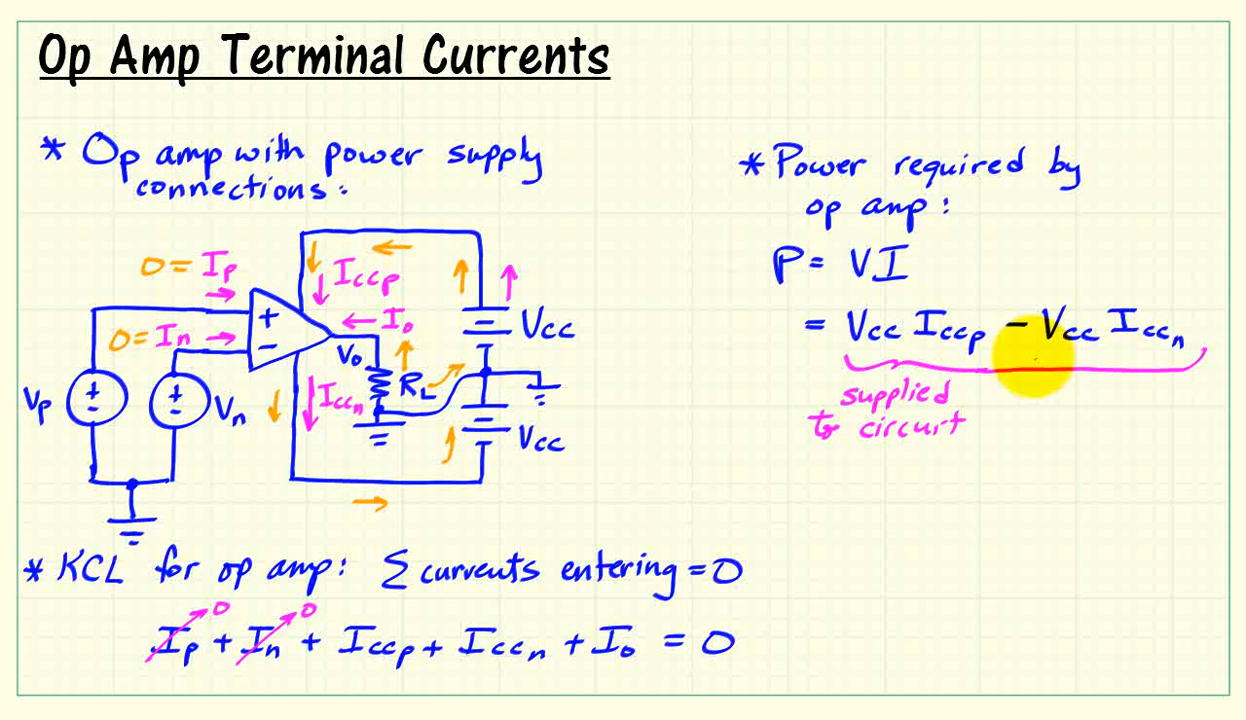 Op Amp Terminal Currents
* Op amp with power supply
connections:
* Power required by
op amp:
P = VI
= Vcc Iccp - Vcc Iccn
supplied
to circuit
0 = Ip
Iccp
0 = In
Io
+
-
Vo
Vcc
RL
Iccn
Vp
+
-
+
-
Vn
Vcc
* KCL for op amp: Σ currents entering = 0
0 0
Ip + In + Iccp + Iccn + Io = 0